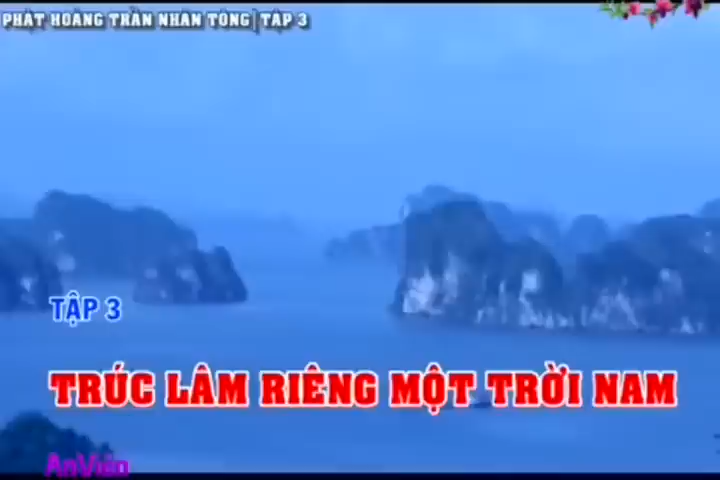 PHẬT HOÀNG TRẦN NHÂN TÔNG | TẬP 3
TẬP 3
TRÚC LÂM RIÊNG MỘT TRỜI NAM
AnViên